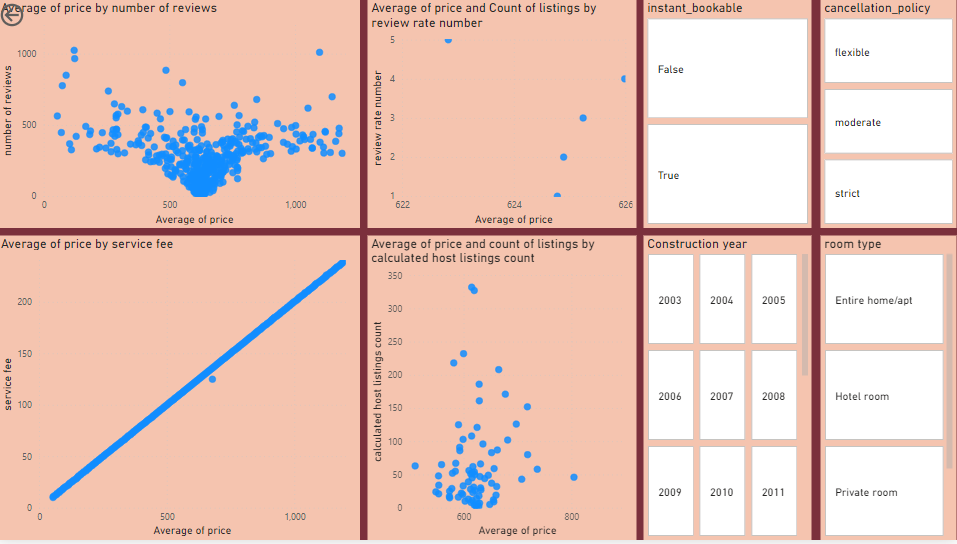 Average of price by number of reviews
number of reviews
1000
500
0
0
500
1,000
Average of price
Average of price and Count of listings by
review rate number
review rate number
5
4
3
2
1
622
624
626
Average of price
instant_bookable
False
True
cancellation_policy
flexible
moderate
strict
Average of price by service fee
service fee
200
150
100
50
0
0
500
1,000
Average of price
Average of price and count of listings by
calculated host listings count
calculated host listings count
350
300
250
200
150
100
50
0
600
800
Average of price
Construction year
2003
2004
2005
2006
2007
2008
2009
2010
2011
room type
Entire home/apt
Hotel room
Private room